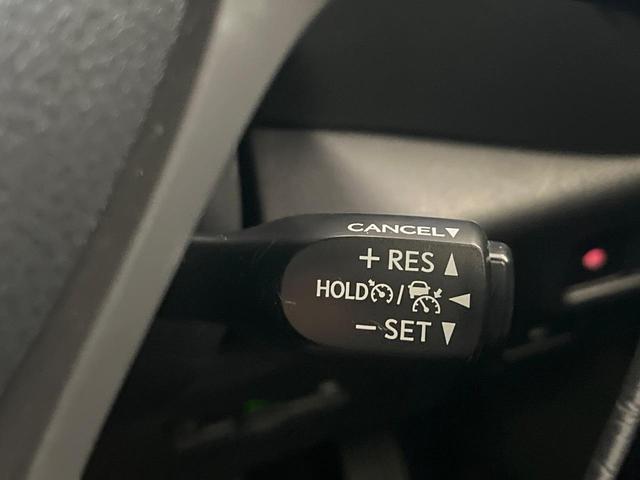 CANCEL▼
+ RES ▲
HOLD / ◄
− SET ▼